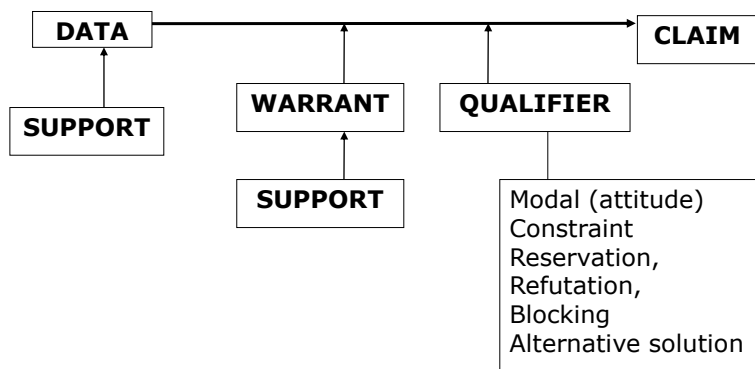 DATA
CLAIM
SUPPORT
WARRANT
QUALIFIER
SUPPORT
Modal (attitude)
Constraint
Reservation,
Refutation,
Blocking
Alternative solution